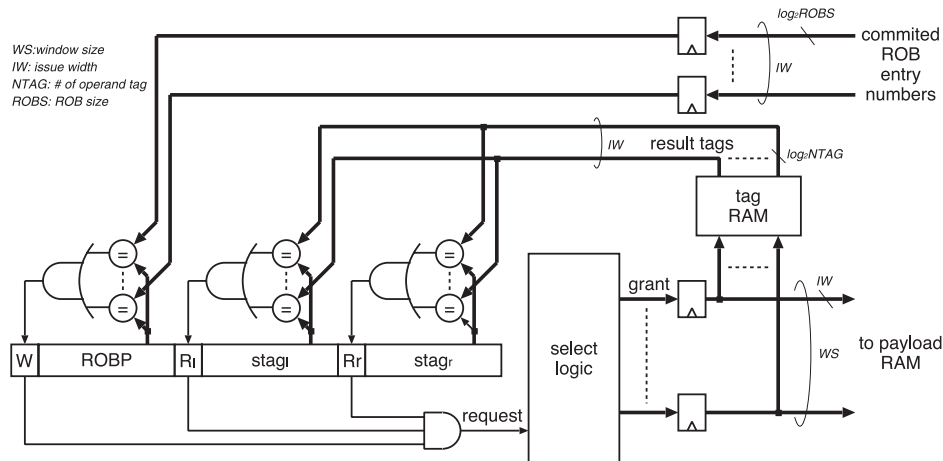 log₂ROBS
WS:window size
IW: issue width
NTAG: # of operand tag
ROBS: ROB size
IW
commited
ROB
entry
numbers
IW
result tags
log₂NTAG
tag
RAM
=
=
=
=
=
=
grant
IW
select
logic
WS
to payload
RAM
W ROBP Rl stagl Rr stagr
request